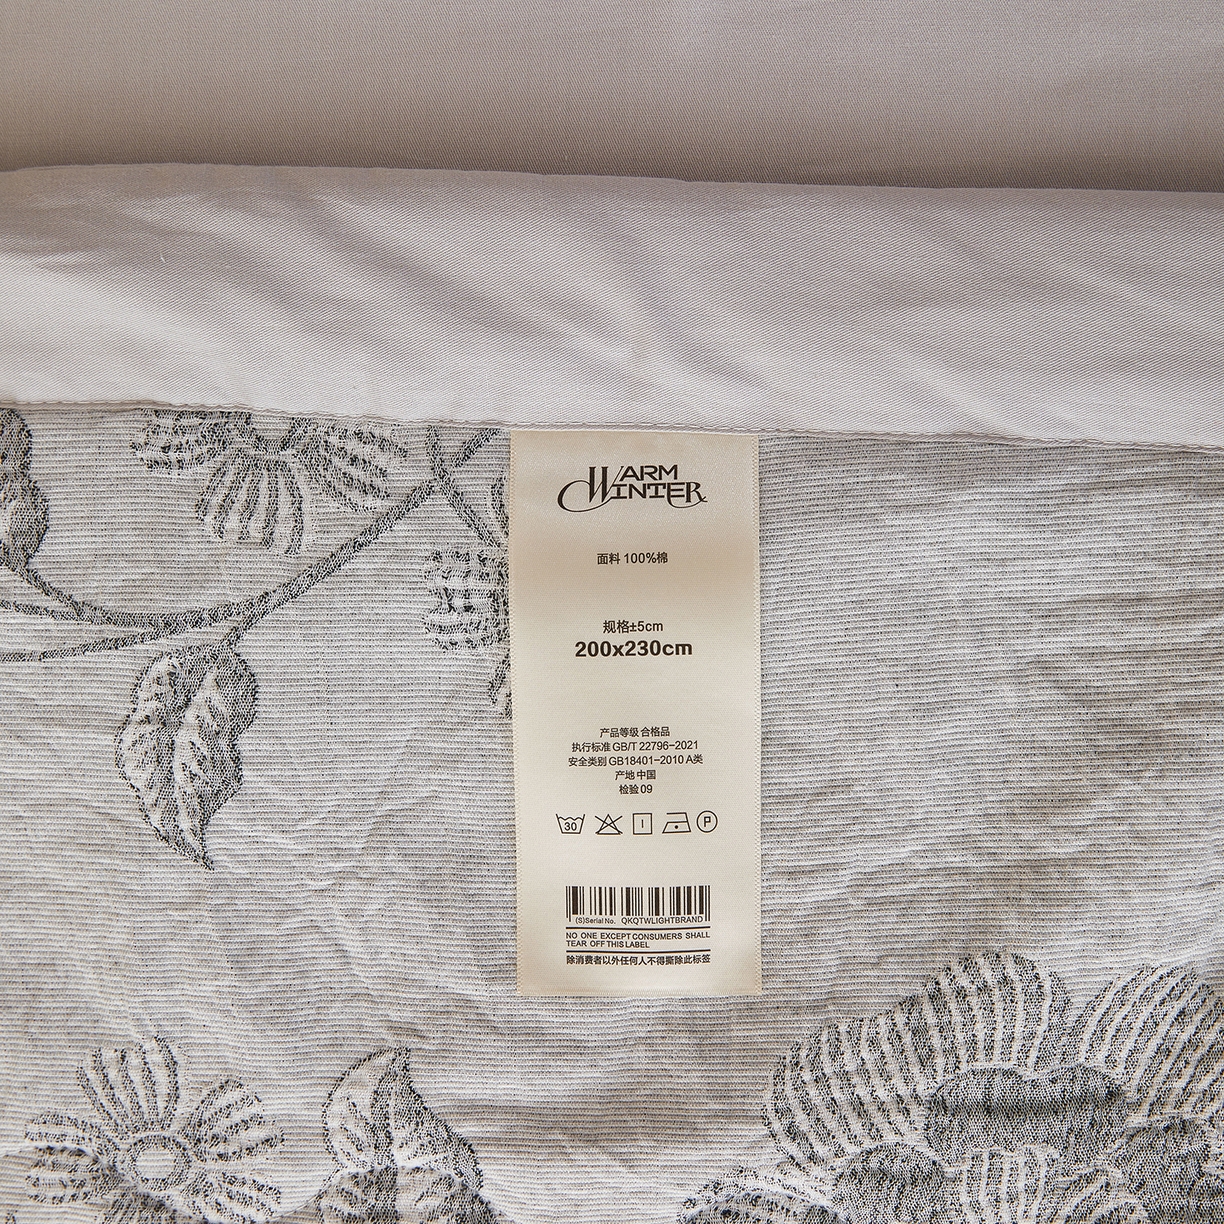 WARM
WINTER
面料 100%棉
规格±5cm
200x230cm
产品等级 合格品
执行标准 GB/T 22796-2021
安全类别 GB18401-2010 A类
产地 中国
检验 09
30 P
(S)Serial No. QKQTWLIGHTBRAND
NO ONE EXCEPT CONSUMERS SHALL
TEAR OFF THIS LABEL
除消费者以外任何人不得撕除此标签